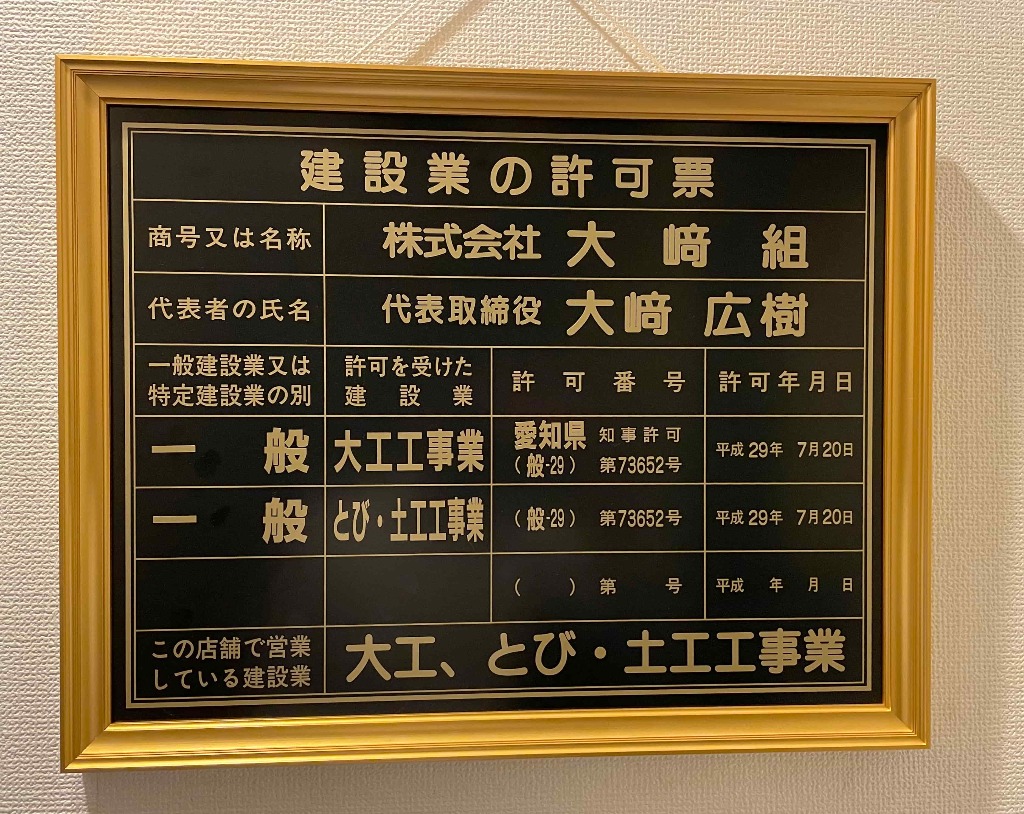 建設業の許可票
商号又は名称 株式会社 大﨑組
代表者の氏名 代表取締役 大﨑 広樹
一般建設業又は
特定建設業の別
許可を受けた
建設業
許可番号
許可年月日
一般 大工工事業
愛知県 知事許可
(般-29) 第73652号
平成29年 7月20日
一般 とび・土工工事業 (般-29) 第73652号 平成29年 7月20日
( ) 第 号 平成 年 月 日
この店舗で営業
している建設業
大工、とび・土工工事業